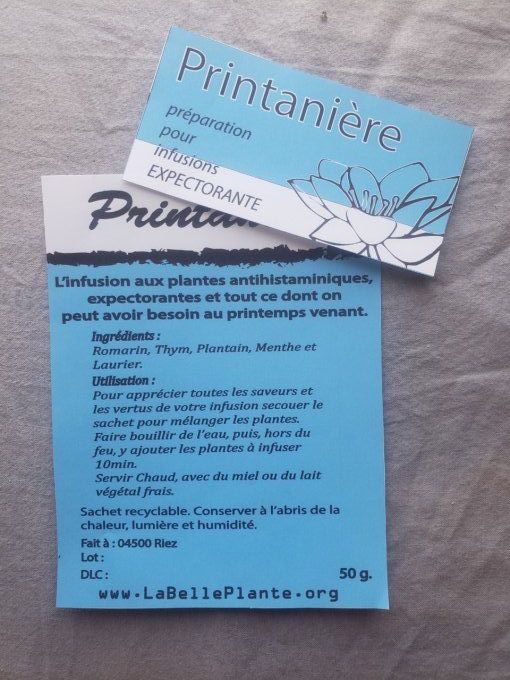 Printanière
préparation
pour
infusions
EXPECTORANTE
L'infusion aux plantes antihistaminiques,
expectorantes et tout ce dont on
peut avoir besoin au printemps venant.
Ingrédients :
Romarin, Thym, Plantain, Menthe et
Laurier.
Utilisation :
Pour apprécier toutes les saveurs et
les vertus de votre infusion secouer le
sachet pour mélanger les plantes.
Faire bouillir de l'eau, puis, hors du
feu, y ajouter les plantes à infuser
10min.
Servir Chaud, avec du miel ou du lait
végétal frais.
Sachet recyclable. Conserver à l'abris de la
chaleur, lumière et humidité.
Fait à : 04500 Riez
Lot :
DLC : 50 g.
www.LaBellePlante.org